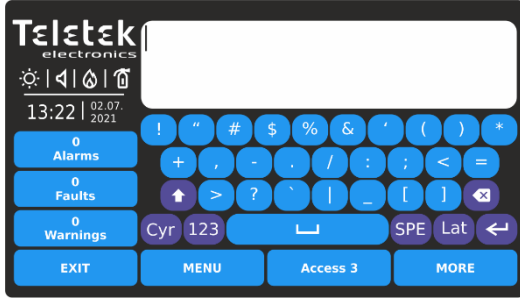 Teletek
electronics
13:22 02.07.
2021
0
Alarms
0
Faults
0
Warnings
! “ # $ % & ‘ ( ) *
+ , - . / : ; < =
> ? ` | _ [ ]
Cyr 123 SPE Lat
EXIT MENU Access 3 MORE